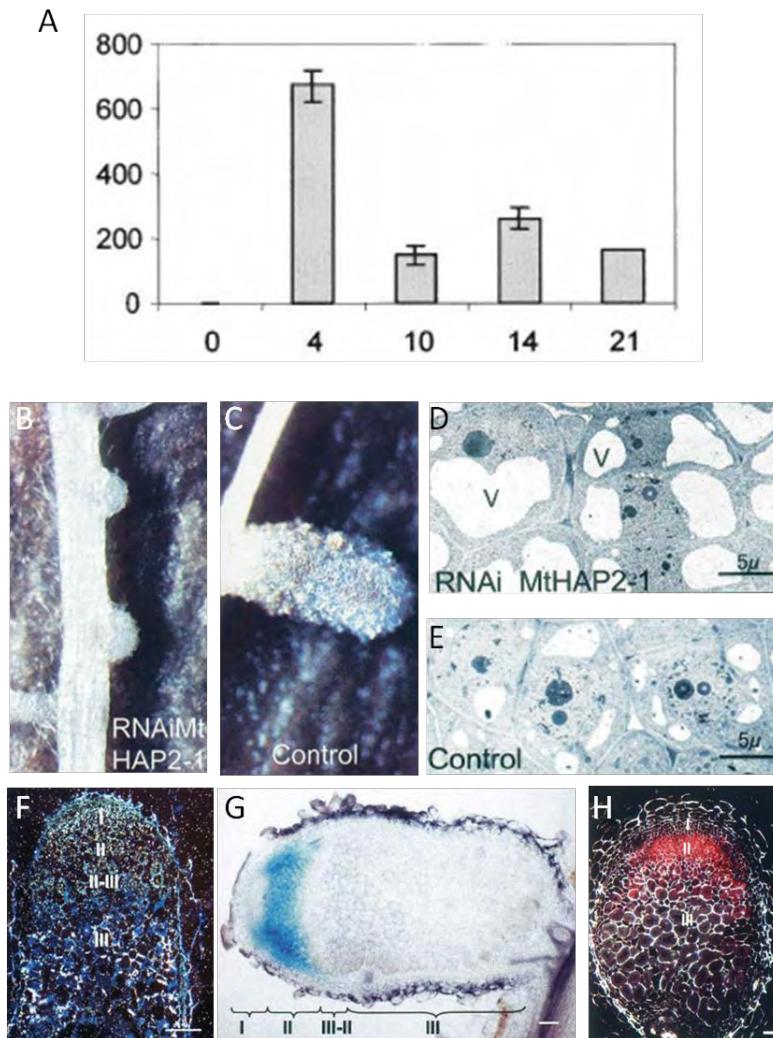 A
800
600
400
200
0
0 4 10 14 21
B
RNAiMt
HAP2-1
C
Control
D
V
V
RNAi MtHAP2-1
5µ
E
Control
5µ
F
I
II
II-III
III
G
I II III-II III
H
I
II
III